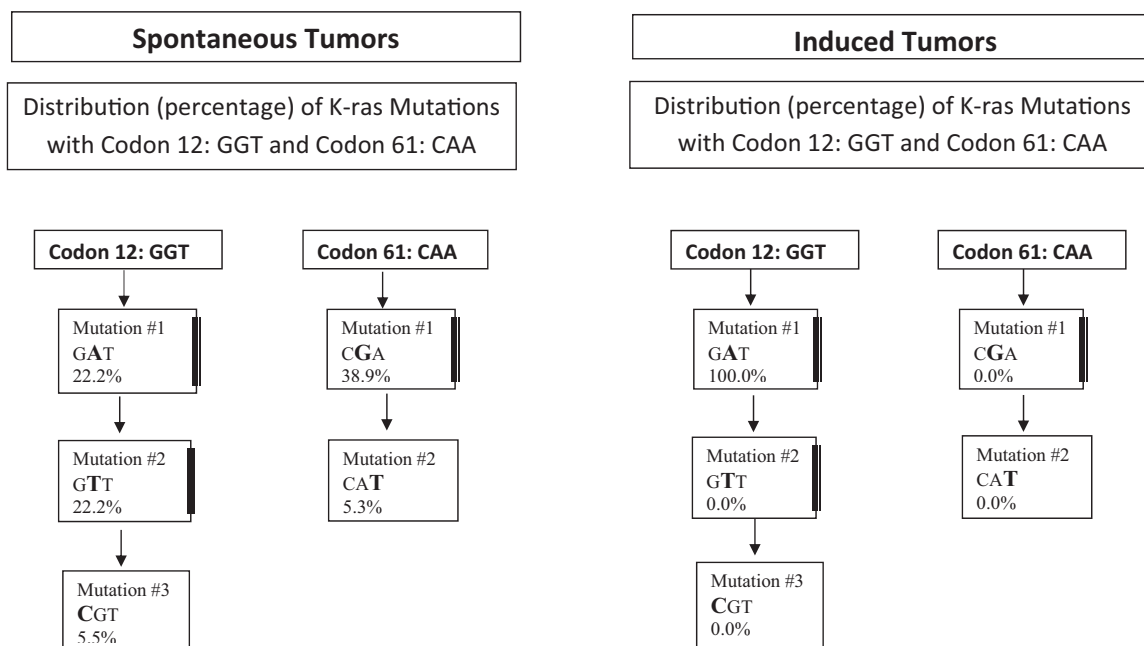 Spontaneous Tumors
Distribution (percentage) of K-ras Mutations
with Codon 12: GGT and Codon 61: CAA
Codon 12: GGT
Mutation #1
GAT
22.2%
Mutation #2
GTT
22.2%
Mutation #3
CGT
5.5%
Codon 61: CAA
Mutation #1
CGA
38.9%
Mutation #2
CAT
5.3%
Induced Tumors
Distribution (percentage) of K-ras Mutations
with Codon 12: GGT and Codon 61: CAA
Codon 12: GGT
Mutation #1
GAT
100.0%
Mutation #2
GTT
0.0%
Mutation #3
CGT
0.0%
Codon 61: CAA
Mutation #1
CGA
0.0%
Mutation #2
CAT
0.0%